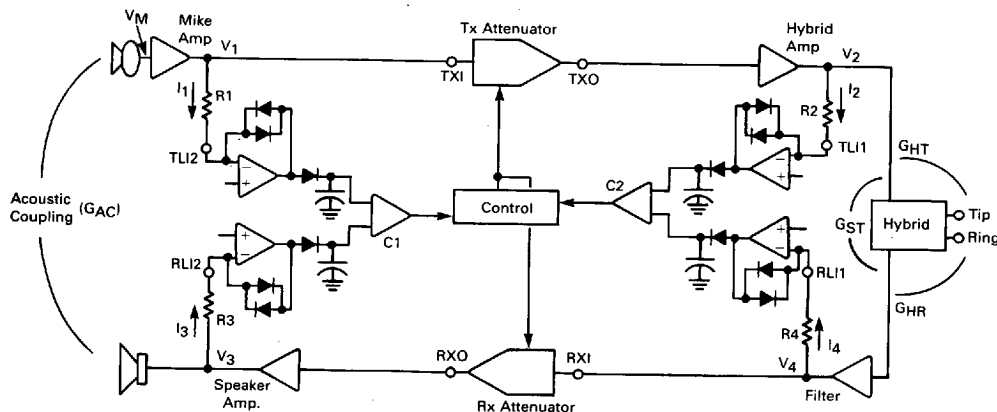 VM
Mike
Amp
V1
Tx Attenuator
TXI
TXO
Hybrid
Amp
V2
I1
R1
TLI2
I2
R2
TLI1
GHT
Acoustic
Coupling (GAC)
C1
Control
C2
GST
Hybrid
Tip
Ring
RLI2
RLI1
I3
R3
R4
I4
GHR
V3
Speaker
Amp.
RXO
RXI
Rx Attenuator
V4
Filter